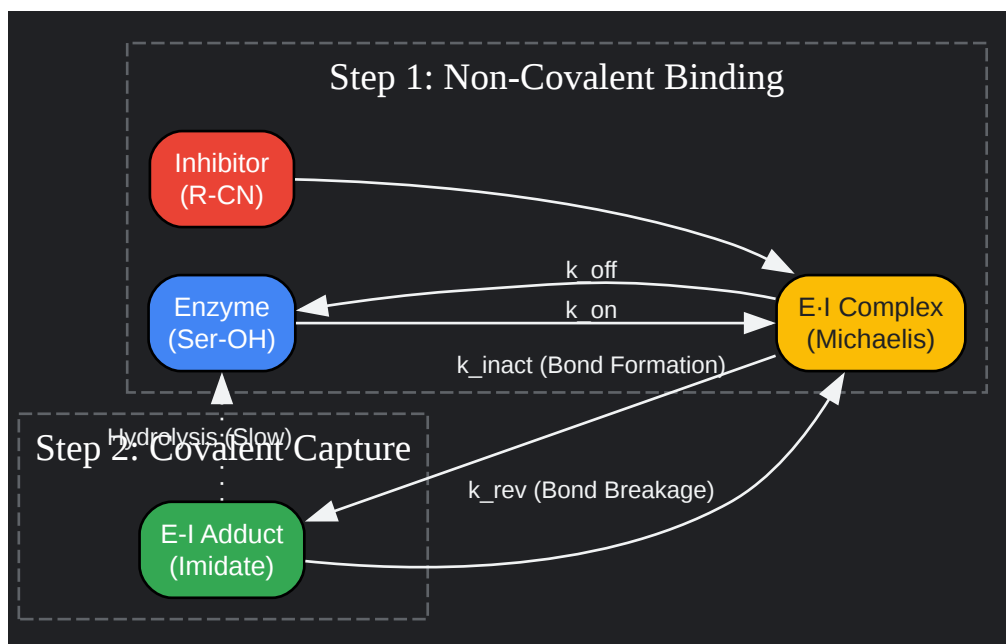 Step 1: Non-Covalent Binding
Inhibitor
(R-CN)
k_off
Enzyme
(Ser-OH)
k_on
E·I Complex
(Michaelis)
k_inact (Bond Formation)
Hydrolysis (Slow)
Step 2: Covalent Capture
k_rev (Bond Breakage)
E-I Adduct
(Imidate)